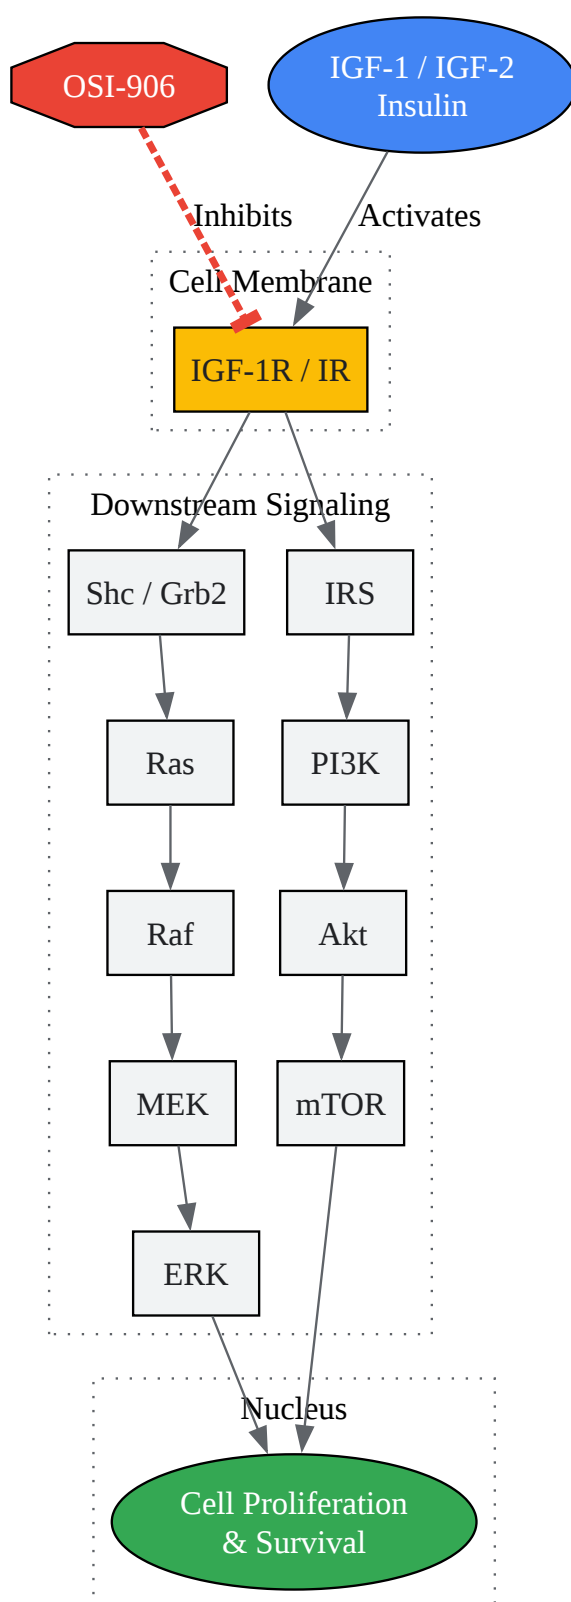 OSI-906
IGF-1 / IGF-2
Insulin
Inhibits
Activates
Cell Membrane
IGF-1R / IR
Downstream Signaling
Shc / Grb2
IRS
Ras
PI3K
Raf
Akt
MEK
mTOR
ERK
Nucleus
Cell Proliferation
& Survival